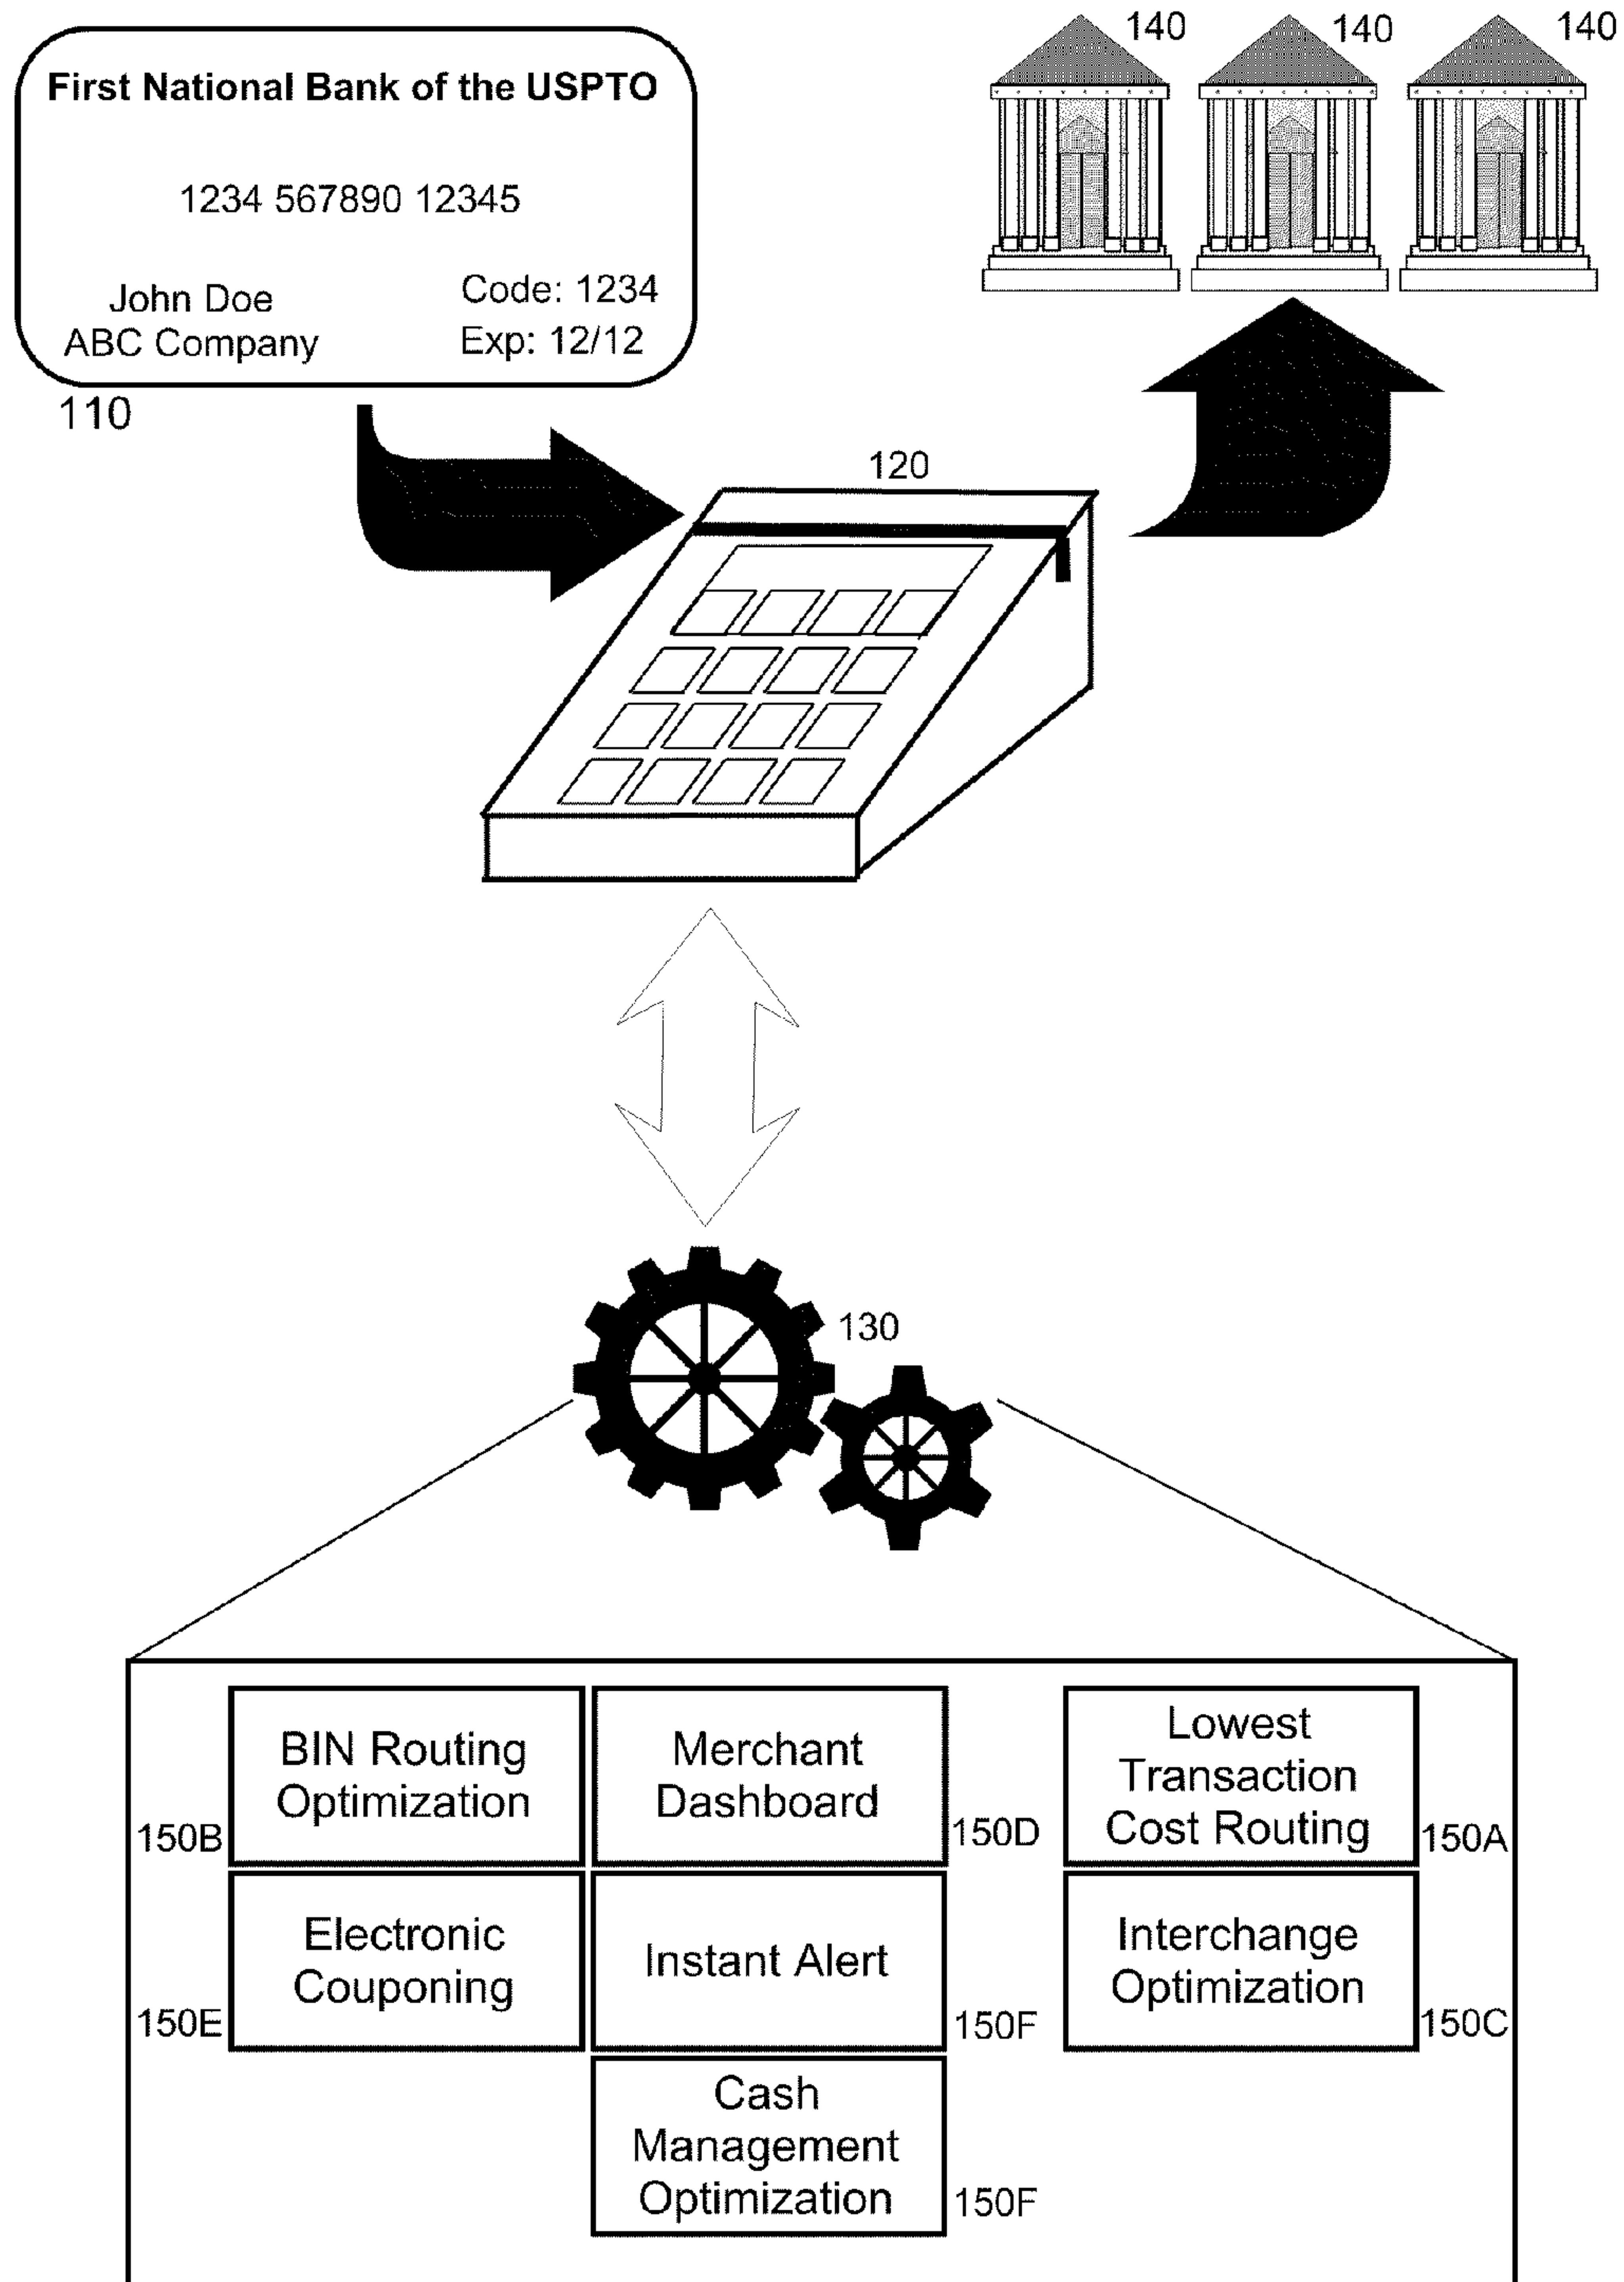 First National Bank of the USPTO
1234 567890 12345
John Doe
ABC Company
Code: 1234
Exp: 12/12
110
140
140
140
120
130
BIN Routing
Optimization
150B
Merchant
Dashboard
150D
Lowest
Transaction
Cost Routing
150A
Electronic
Couponing
150E
Instant Alert
150F
Interchange
Optimization
150C
Cash
Management
Optimization
150F